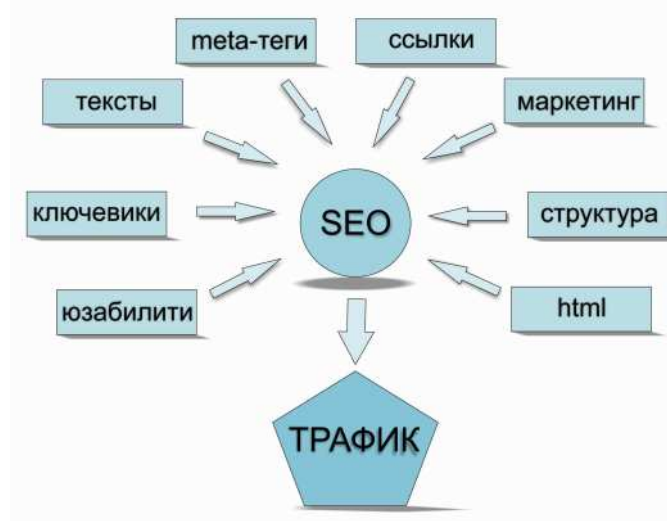 meta-теги
ссылки
тексты
маркетинг
ключевики
SEO
структура
юзабилити
html
ТРАФИК